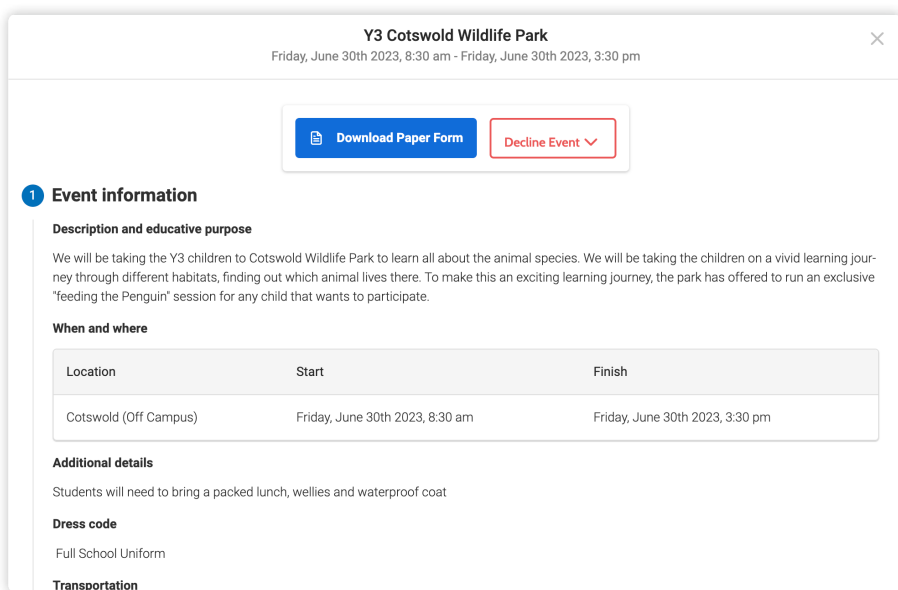 Y3 Cotswold Wildlife Park
Friday, June 30th 2023, 8:30 am - Friday, June 30th 2023, 3:30 pm
Download Paper Form
Decline Event
1 Event information
Description and educative purpose
We will be taking the Y3 children to Cotswold Wildlife Park to learn all about the animal species. We will be taking the children on a vivid learning jour-
ney through different habitats, finding out which animal lives there. To make this an exciting learning journey, the park has offered to run an exclusive
"feeding the Penguin" session for any child that wants to participate.
When and where
Location Start Finish
Cotswold (Off Campus) Friday, June 30th 2023, 8:30 am Friday, June 30th 2023, 3:30 pm
Additional details
Students will need to bring a packed lunch, wellies and waterproof coat
Dress code
Full School Uniform
Transportation